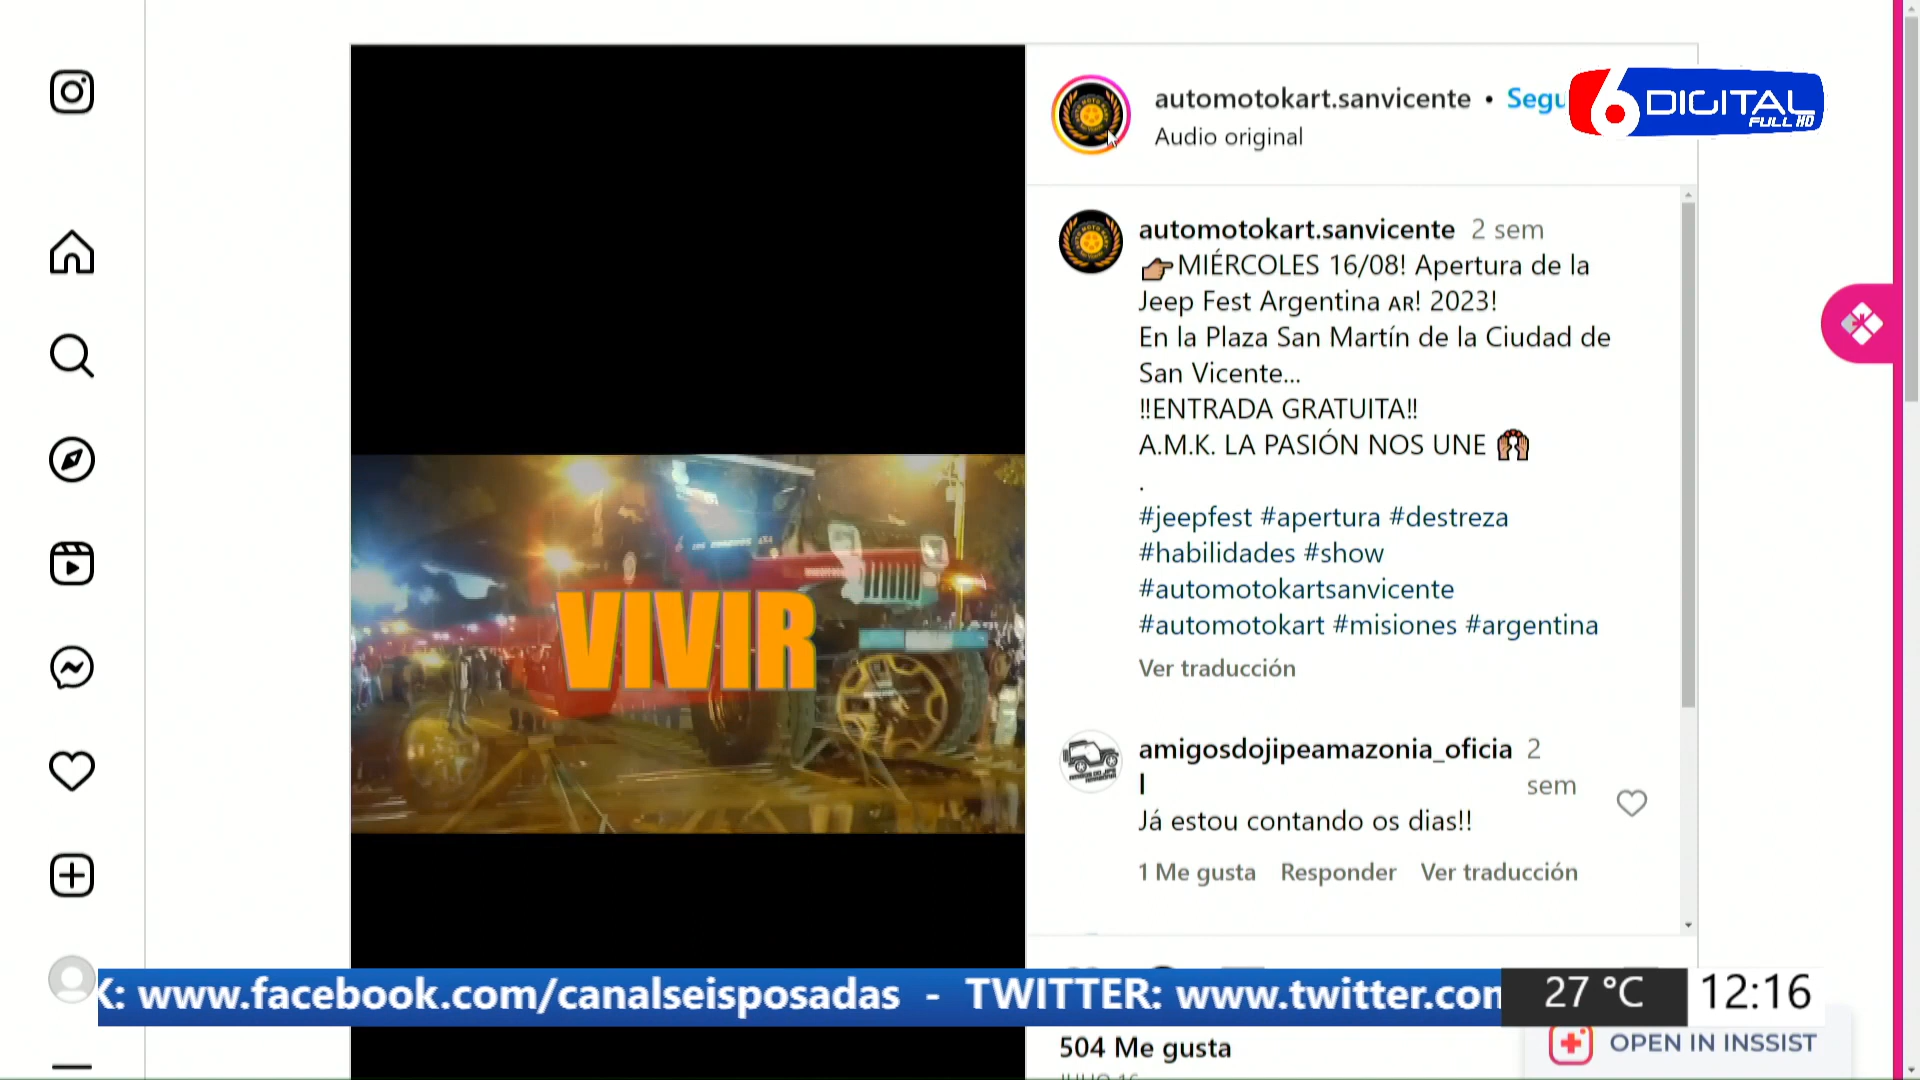 automotokart.sanvicente • Segu
Audio original
6 DIGITAL
FULL HD
automotokart.sanvicente 2 sem
👉MIÉRCOLES 16/08! Apertura de la
Jeep Fest Argentina AR! 2023!
En la Plaza San Martín de la Ciudad de
San Vicente...
!!ENTRADA GRATUITA!!
A.M.K. LA PASIÓN NOS UNE 🙌
.
#jeepfest #apertura #destreza
#habilidades #show
#automotokartsanvicente
#automotokart #misiones #argentina
Ver traducción
VIVIR
amigosdojipeamazonia_oficia 2
l sem
Já estou contando os dias!!
1 Me gusta Responder Ver traducción
K: www.facebook.com/canalseisposadas - TWITTER: www.twitter.con
27 °C
12:16
504 Me gusta
OPEN IN INSSIST